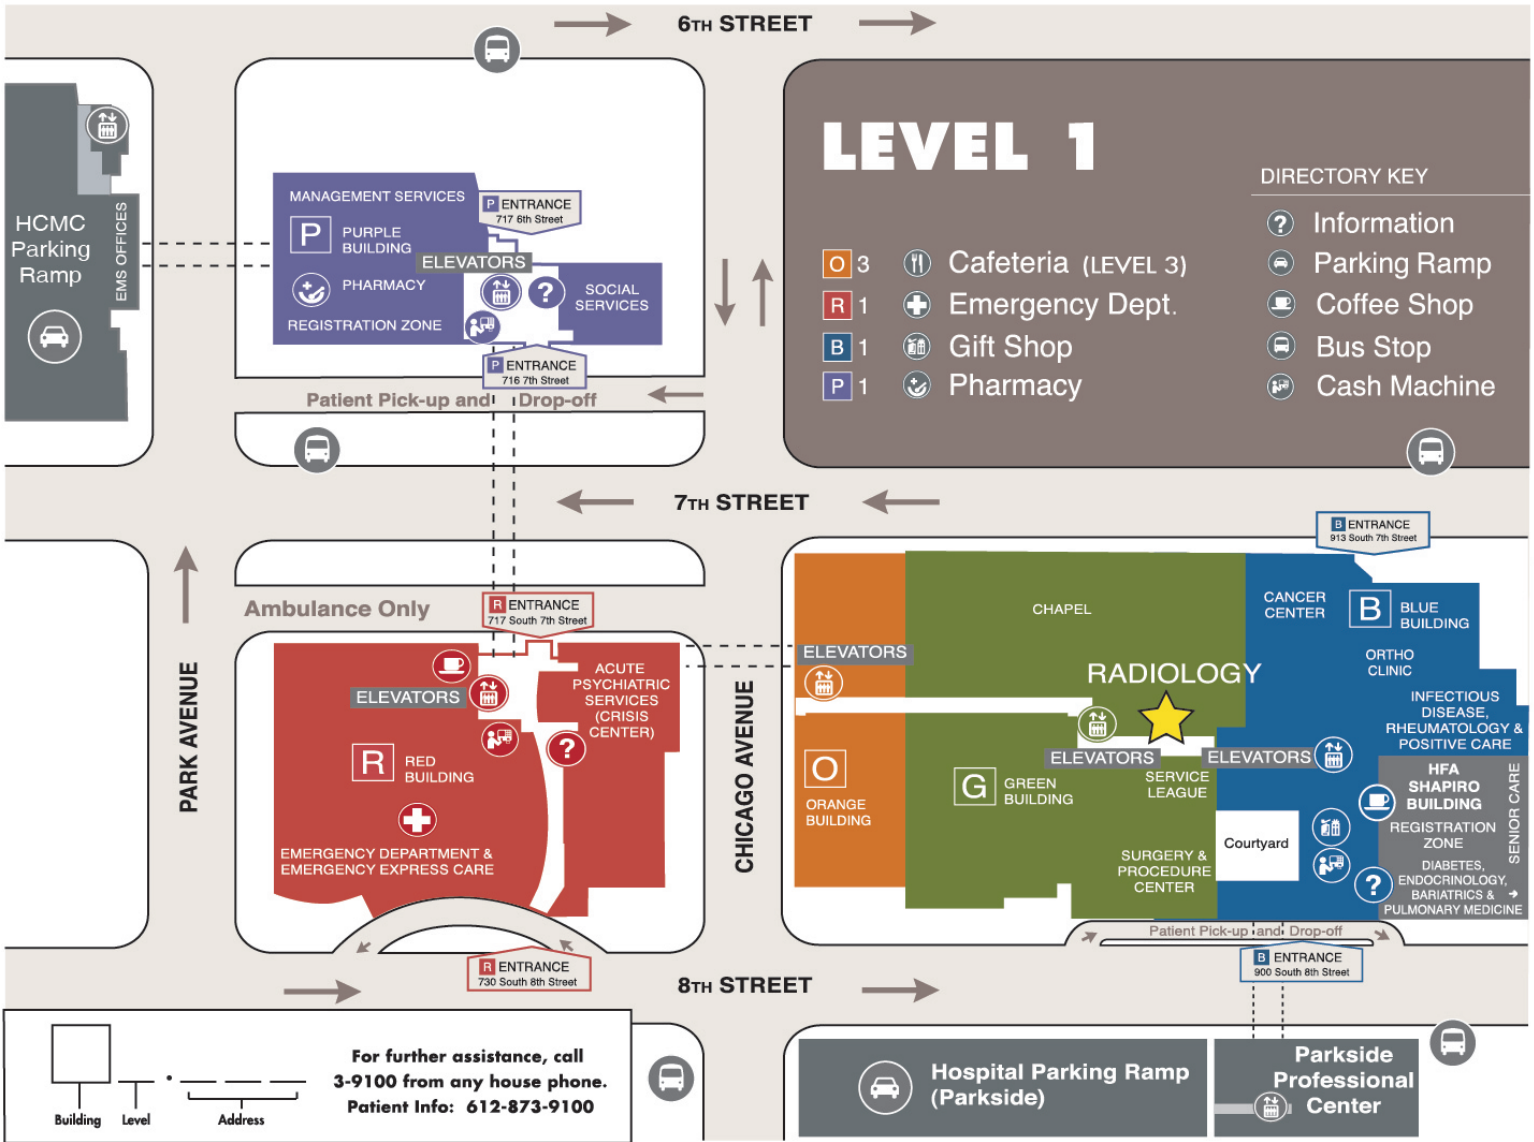 6TH STREET
HCMC
Parking
Ramp
EMS OFFICES
MANAGEMENT SERVICES
P
PURPLE
BUILDING
PHARMACY
REGISTRATION ZONE
P ENTRANCE
717 6th Street
ELEVATORS
?
SOCIAL
SERVICES
P ENTRANCE
716 7th Street
Patient Pick-up and Drop-off
LEVEL 1
O 3 Cafeteria (LEVEL 3)
R 1 Emergency Dept.
B 1 Gift Shop
P 1 Pharmacy
DIRECTORY KEY
? Information
Parking Ramp
Coffee Shop
Bus Stop
Cash Machine
7TH STREET
PARK AVENUE
Ambulance Only
R ENTRANCE
717 South 7th Street
ELEVATORS
ACUTE
PSYCHIATRIC
SERVICES
(CRISIS
CENTER)
?
R
RED
BUILDING
EMERGENCY DEPARTMENT &
EMERGENCY EXPRESS CARE
R ENTRANCE
730 South 8th Street
CHICAGO AVENUE
B ENTRANCE
913 South 7th Street
ELEVATORS
O
ORANGE
BUILDING
CHAPEL
RADIOLOGY
ELEVATORS
G
GREEN
BUILDING
SERVICE
LEAGUE
SURGERY &
PROCEDURE
CENTER
CANCER
CENTER
B
BLUE
BUILDING
ORTHO
CLINIC
INFECTIOUS
DISEASE,
RHEUMATOLOGY &
POSITIVE CARE
ELEVATORS
Courtyard
?
HFA
SHAPIRO
BUILDING
REGISTRATION
ZONE
DIABETES,
ENDOCRINOLOGY,
BARIATRICS &
PULMONARY MEDICINE
SENIOR CARE
Patient Pick-up and Drop-off
B ENTRANCE
900 South 8th Street
8TH STREET
Building
Level
Address
For further assistance, call
3-9100 from any house phone.
Patient Info: 612-873-9100
Hospital Parking Ramp
(Parkside)
Parkside
Professional
Center